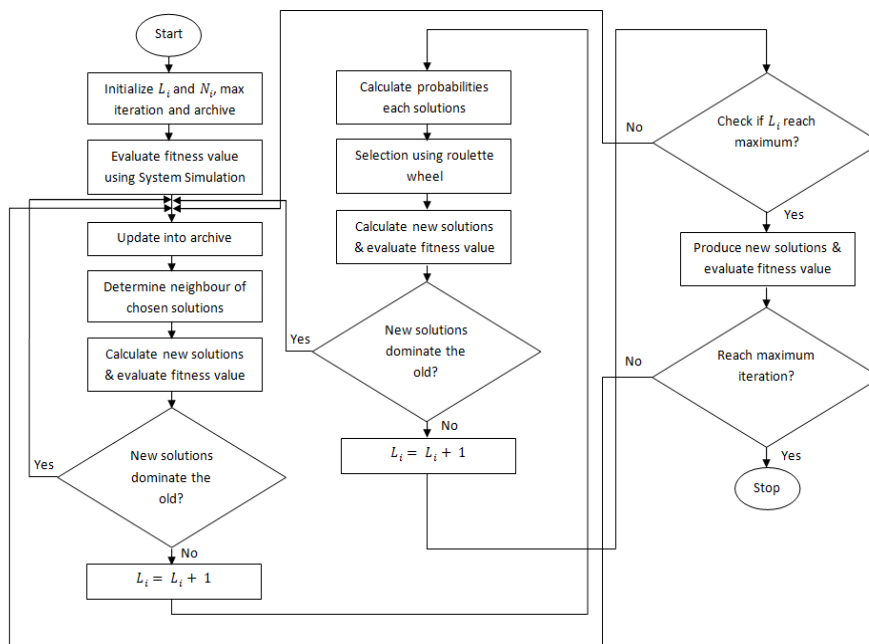 Start
Initialize L_i and N_i, max
iteration and archive
Evaluate fitness value
using System Simulation
Update into archive
Determine neighbour of
chosen solutions
Calculate new solutions
& evaluate fitness value
Yes
New solutions
dominate the
old?
No
L_i = L_i + 1
Calculate probabilities
each solutions
Selection using roulette
wheel
Calculate new solutions
& evaluate fitness value
Yes
New solutions
dominate the
old?
No
L_i = L_i + 1
No
Check if L_i reach
maximum?
Yes
Produce new solutions &
evaluate fitness value
No
Reach maximum
iteration?
Yes
Stop